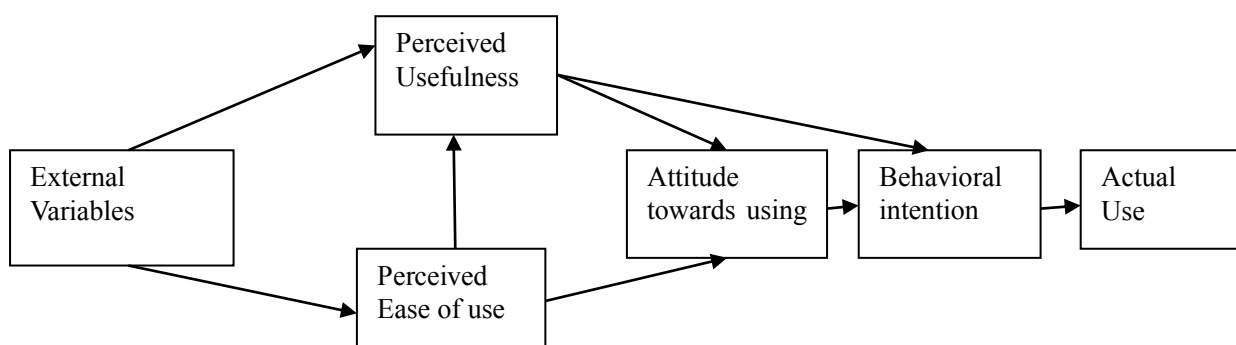 Perceived
Usefulness
External
Variables
Attitude
towards using
Behavioral
intention
Actual
Use
Perceived
Ease of use